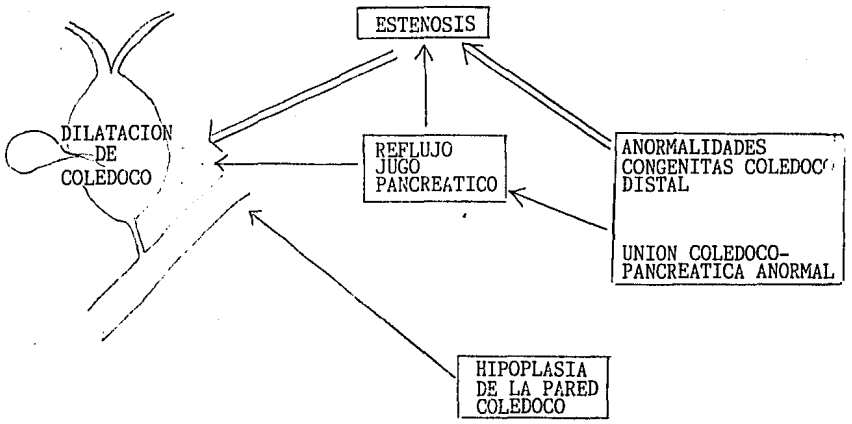 ESTENOSIS
DILATACION
DE
COLEDOCO
REFLUJO
JUGO
PANCREATICO
ANORMALIDADES
CONGENITAS COLEDOCO
DISTAL
UNION COLEDOCO-
PANCREATICA ANORMAL
HIPOPLASIA
DE LA PARED
COLEDOCO